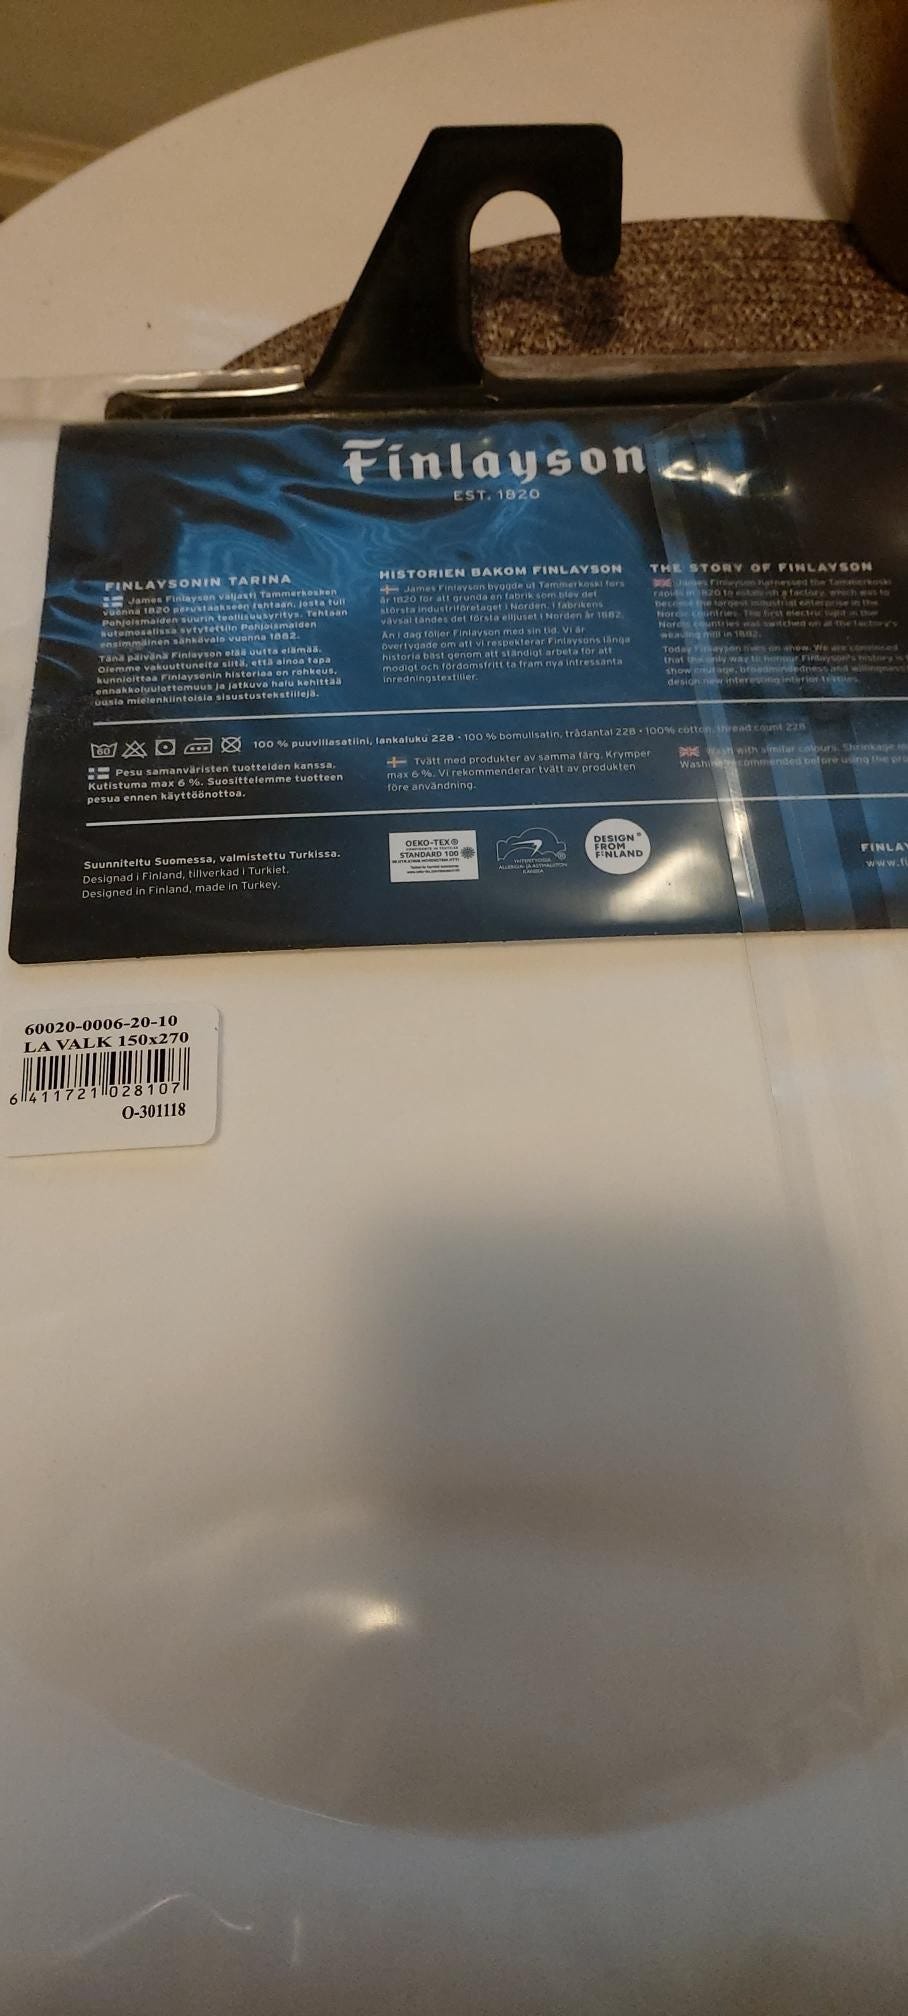 Finlayson
EST. 1820
FINLAYSONIN TARINA
James Finlayson valjasti Tammerkosken
vuonna 1820 perustaakseen tehtaan, josta tuli
Pohjoismaiden suurin teollisuusyritys. Tehtaan
kutomosalissa sytytettiin Pohjoismaiden
ensimmäinen sähkövalo vuonna 1882.
Tänä päivänä Finlayson elää uutta elämää.
Olemme vakuuttuneita siitä, että ainoa tapa
kunnioittaa Finlaysonin historiaa on rohkeus,
ennakkoluulottomuus ja jatkuva halu kehittää
uusia mielenkiintoisia sisustustekstiilejä.
HISTORIEN BAKOM FINLAYSON
James Finlayson byggde ut Tammerkoski fors
år 1820 för att grunda en fabrik som blev det
största industriföretaget i Norden. I fabrikens
vävsal tändes det första elljuset i Norden år 1882.
Än i dag följer Finlayson med sin tid. Vi är
övertygade om att vi respekterar Finlaysons långa
historia bäst genom att ständigt arbeta för att
modigt och fördomsfritt ta fram nya intressanta
inredningstextilier.
THE STORY OF FINLAYSON
James Finlayson harnessed the Tammerkoski
rapids in 1820 to establish a factory, which was to
become the largest industrial enterprise in the
Nordic countries. The first electric light in the
Nordic countries was switched on at the factory's
weaving mill in 1882.
Today Finlayson lives on anew. We are convinced
that the only way to honour Finlayson's history is
show courage, broadmindedness and willingness
design new interesting interior textiles.
60
100 % puuvillasatiini, lankaluku 228 • 100 % bomullsatin, trådantal 228 • 100% cotton, thread count 228
Pesu samanväristen tuotteiden kanssa.
Kutistuma max 6 %. Suosittelemme tuotteen
pesua ennen käyttöönottoa.
Tvätt med produkter av samma färg. Krymper
max 6 %. Vi rekommenderar tvätt av produkten
före användning.
Wash with similar colours. Shrinkage
Washing recommended before using the
Suunniteltu Suomessa, valmistettu Turkissa.
Designad i Finland, tillverkad i Turkiet.
Designed in Finland, made in Turkey.
OEKO-TEX®
STANDARD 100
YHTEISTYÖSSÄ
ALLERGIA- JA ASTMALIITON
KANSSA
DESIGN
FROM
FINLAND
FINLAY
www.f
60020-0006-20-10
LA VALK 150x270
6 411721 028107
O-301118